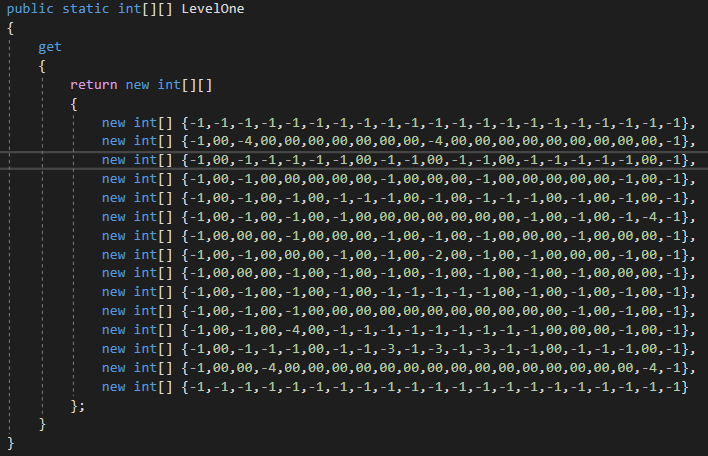 public static int[][] LevelOne
{
get
{
return new int[][]
{
new int[] {-1,-1,-1,-1,-1,-1,-1,-1,-1,-1,-1,-1,-1,-1,-1,-1,-1,-1,-1,-1,-1},
new int[] {-1,00,-4,00,00,00,00,00,00,00,-4,00,00,00,00,00,00,00,00,00,-1},
new int[] {-1,00,-1,-1,-1,-1,-1,00,-1,-1,00,-1,-1,00,-1,-1,-1,-1,-1,00,-1},
new int[] {-1,00,-1,00,00,00,00,00,-1,00,00,00,-1,00,00,00,00,00,-1,00,-1},
new int[] {-1,00,-1,00,-1,00,-1,-1,-1,00,-1,00,-1,-1,-1,00,-1,00,-1,00,-1},
new int[] {-1,00,-1,00,-1,00,-1,00,00,00,00,00,00,00,-1,00,-1,00,-1,-4,-1},
new int[] {-1,00,00,00,-1,00,00,00,-1,00,-1,00,-1,00,00,00,-1,00,00,00,-1},
new int[] {-1,00,-1,00,00,00,-1,00,-1,00,-2,00,-1,00,-1,00,00,00,-1,00,-1},
new int[] {-1,00,00,00,-1,00,-1,00,-1,00,-1,00,-1,00,-1,00,-1,00,00,00,-1},
new int[] {-1,00,-1,00,-1,00,-1,00,-1,-1,-1,-1,-1,00,-1,00,-1,00,-1,00,-1},
new int[] {-1,00,-1,00,-1,00,00,00,00,00,00,00,00,00,00,00,-1,00,-1,00,-1},
new int[] {-1,00,-1,00,-4,00,-1,-1,-1,-1,-1,-1,-1,-1,-1,00,00,00,-1,00,-1},
new int[] {-1,00,-1,-1,-1,00,-1,-1,-3,-1,-3,-1,-3,-1,-1,00,-1,-1,-1,00,-1},
new int[] {-1,00,00,-4,00,00,00,00,00,00,00,00,00,00,00,00,00,00,00,-4,-1},
new int[] {-1,-1,-1,-1,-1,-1,-1,-1,-1,-1,-1,-1,-1,-1,-1,-1,-1,-1,-1,-1,-1}
};
}
}